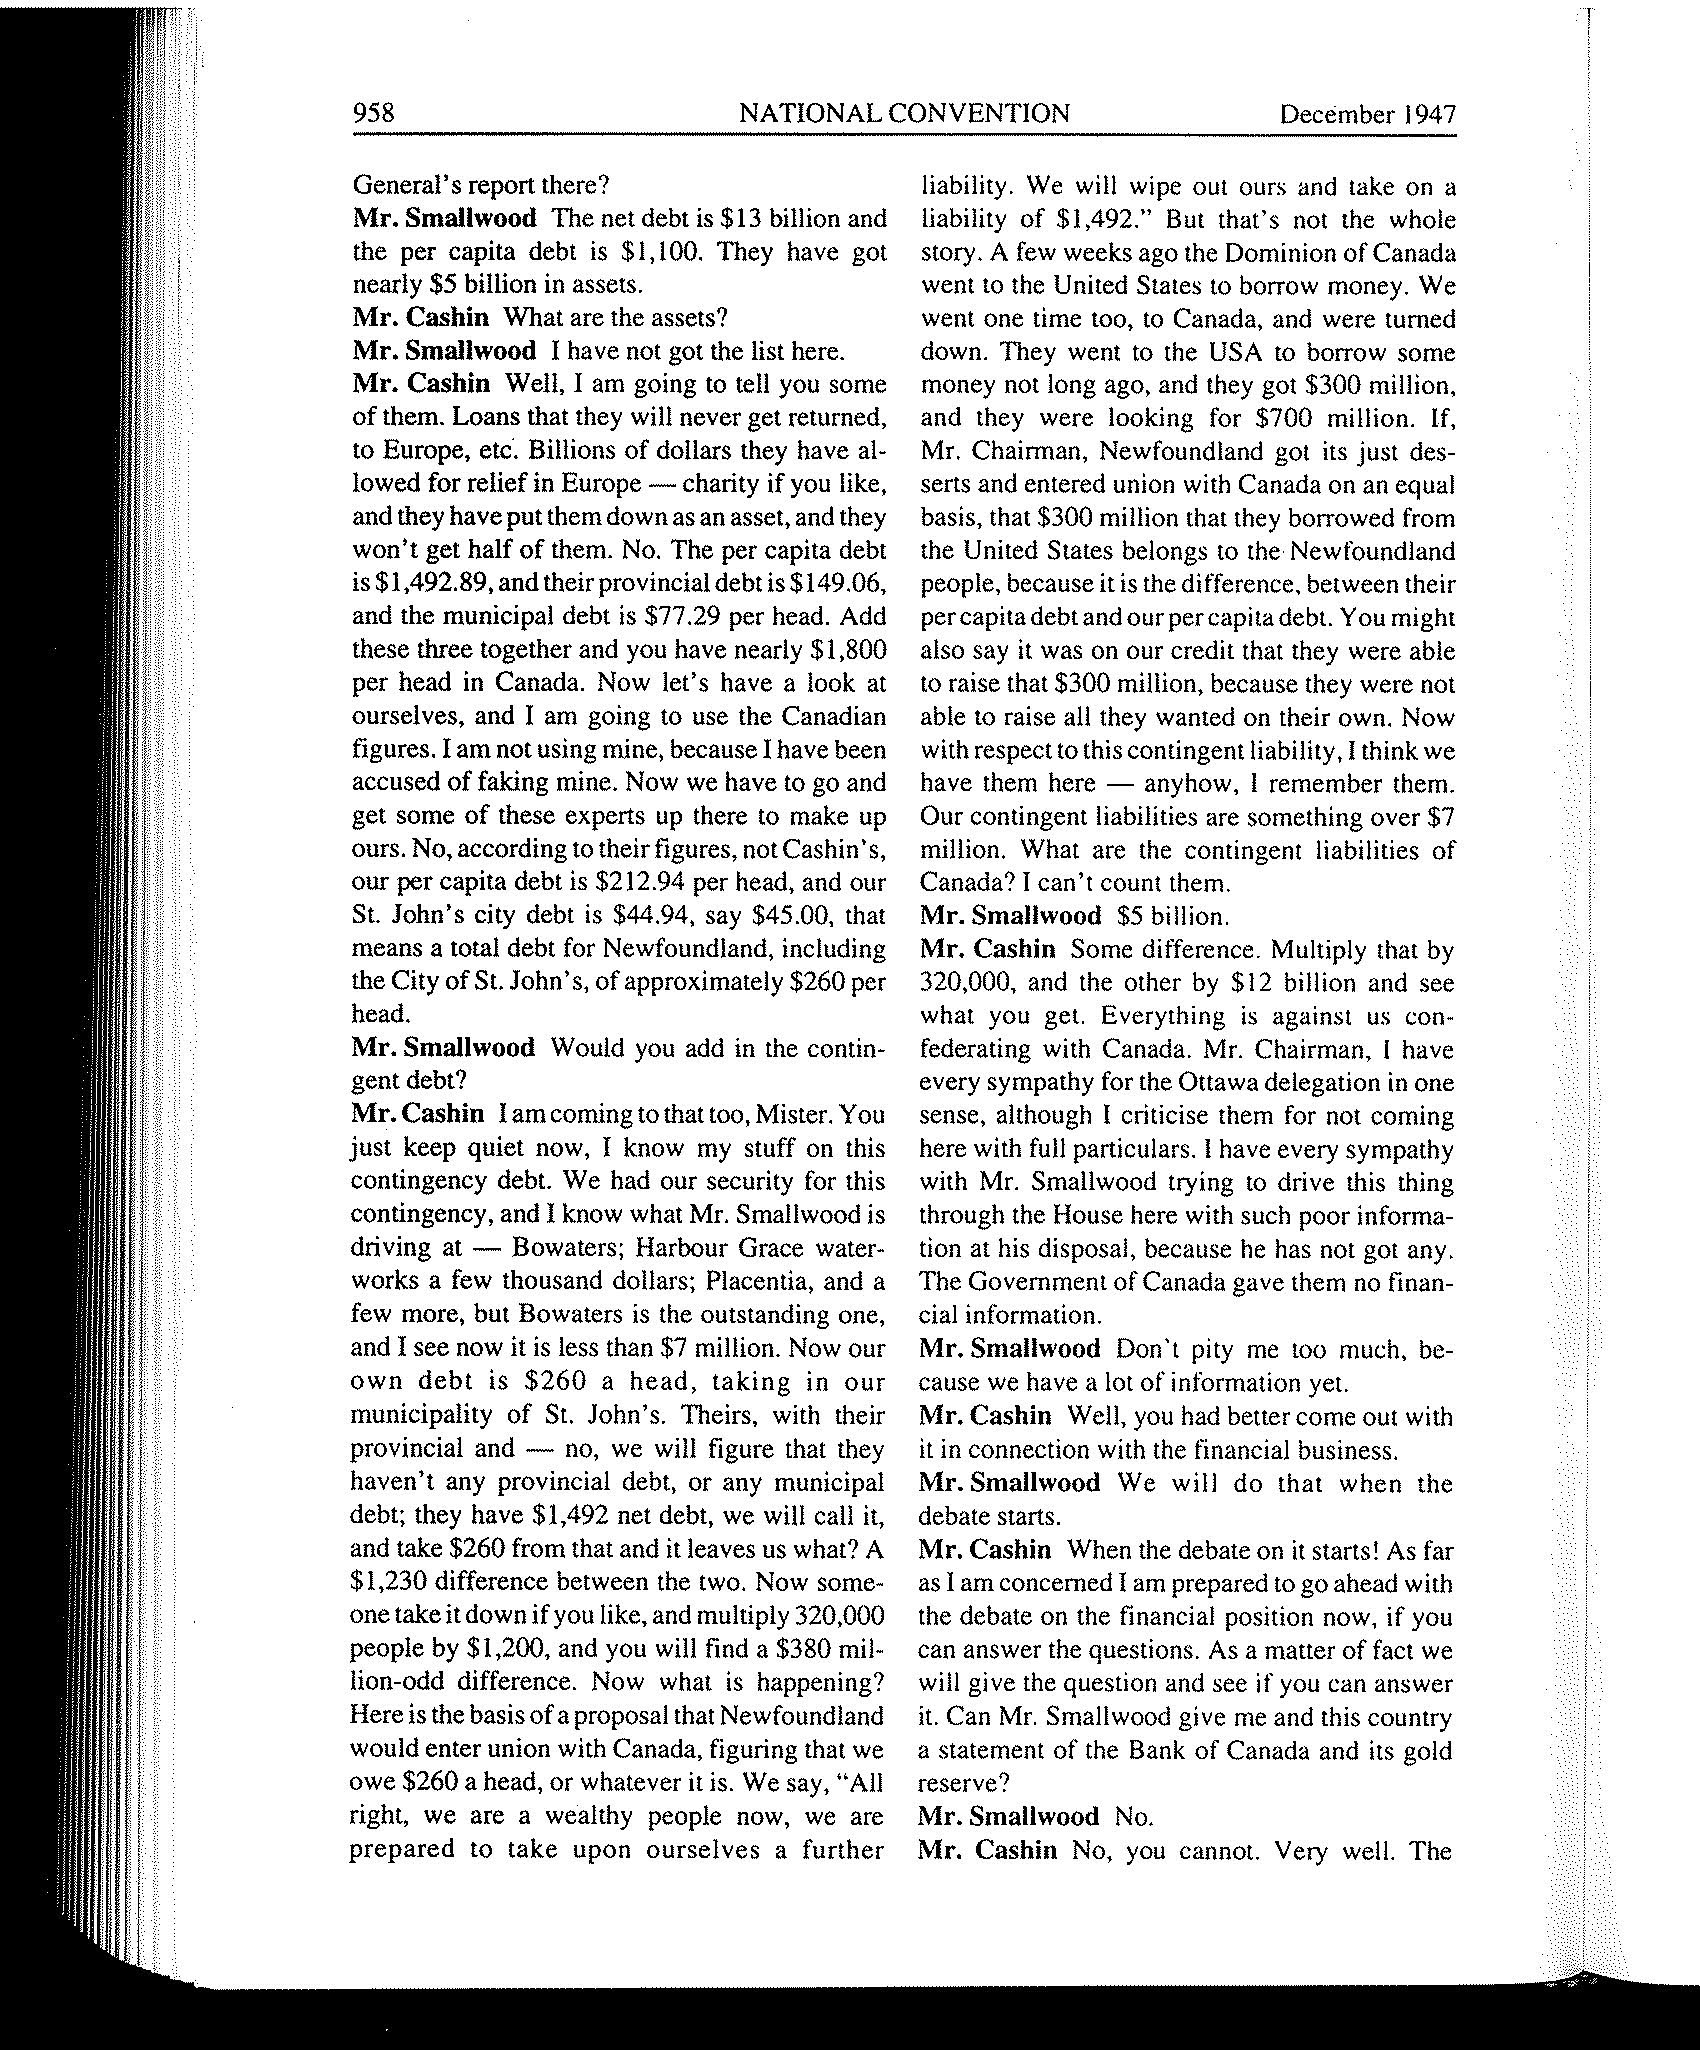 958 NATIONAL CONVENTION December 1947
General's report there?
Mr. Smallwood The net debt is $13 billion and
the per capita debt is $1,100. They have got
nearly $5 billion in assets.
Mr. Cashin What are the assets?
Mr. Smallwood I have not got the list here.
Mr. Cashin Well, I am going to tell you some
of them. Loans that they will never get returned,
to Europe, etc. Billions of dollars they have al-
lowed for relief in Europe — charity if you like,
and they have put them down as an asset, and they
won't get half of them. No. The per capita debt
is $1,492.89, and their provincial debt is $149.06,
and the municipal debt is $77.29 per head. Add
these three together and you have nearly $1,800
per head in Canada. Now let's have a look at
ourselves, and I am going to use the Canadian
figures. I am not using mine, because I have been
accused of faking mine. Now we have to go and
get some of these experts up there to make up
ours. No, according to their figures, not Cashin's,
our per capita debt is $212.94 per head, and our
St. John's city debt is $44.94, say $45.00, that
means a total debt for Newfoundland, including
the City of St. John's, of approximately $260 per
head.
Mr. Smallwood Would you add in the contin-
gent debt?
Mr. Cashin I am coming to that too, Mister. You
just keep quiet now, I know my stuff on this
contingency debt. We had our security for this
contingency, and I know what Mr. Smallwood is
driving at — Bowaters; Harbour Grace water-
works a few thousand dollars; Placentia, and a
few more, but Bowaters is the outstanding one,
and I see now it is less than $7 million. Now our
own debt is $260 a head, taking in our
municipality of St. John's. Theirs, with their
provincial and — no, we will figure that they
haven't any provincial debt, or any municipal
debt; they have $1,492 net debt, we will call it,
and take $260 from that and it leaves us what? A
$1,230 difference between the two. Now some-
one take it down if you like, and multiply 320,000
people by $1,200, and you will find a $380 mil-
lion-odd difference. Now what is happening?
Here is the basis of a proposal that Newfoundland
would enter union with Canada, figuring that we
owe $260 a head, or whatever it is. We say, "All
right, we are a wealthy people now, we are
prepared to take upon ourselves a further
liability. We will wipe out ours and take on a
liability of $1,492." But that's not the whole
story. A few weeks ago the Dominion of Canada
went to the United States to borrow money. We
went one time too, to Canada, and were turned
down. They went to the USA to borrow some
money not long ago, and they got $300 million,
and they were looking for $700 million. If,
Mr. Chairman, Newfoundland got its just des-
serts and entered union with Canada on an equal
basis, that $300 million that they borrowed from
the United States belongs to the Newfoundland
people, because it is the difference, between their
per capita debt and our per capita debt. You might
also say it was on our credit that they were able
to raise that $300 million, because they were not
able to raise all they wanted on their own. Now
with respect to this contingent liability, I think we
have them here — anyhow, I remember them.
Our contingent liabilities are something over $7
million. What are the contingent liabilities of
Canada? I can't count them.
Mr. Smallwood $5 billion.
Mr. Cashin Some difference. Multiply that by
320,000, and the other by $12 billion and see
what you get. Everything is against us con-
federating with Canada. Mr. Chairman, I have
every sympathy for the Ottawa delegation in one
sense, although I criticise them for not coming
here with full particulars. I have every sympathy
with Mr. Smallwood trying to drive this thing
through the House here with such poor informa-
tion at his disposal, because he has not got any.
The Government of Canada gave them no finan-
cial information.
Mr. Smallwood Don't pity me too much, be-
cause we have a lot of information yet.
Mr. Cashin Well, you had better come out with
it in connection with the financial business.
Mr. Smallwood We will do that when the
debate starts.
Mr. Cashin When the debate on it starts! As far
as I am concerned I am prepared to go ahead with
the debate on the financial position now, if you
can answer the questions. As a matter of fact we
will give the question and see if you can answer
it. Can Mr. Smallwood give me and this country
a statement of the Bank of Canada and its gold
reserve?
Mr. Smallwood No.
Mr. Cashin No, you cannot. Very well. The